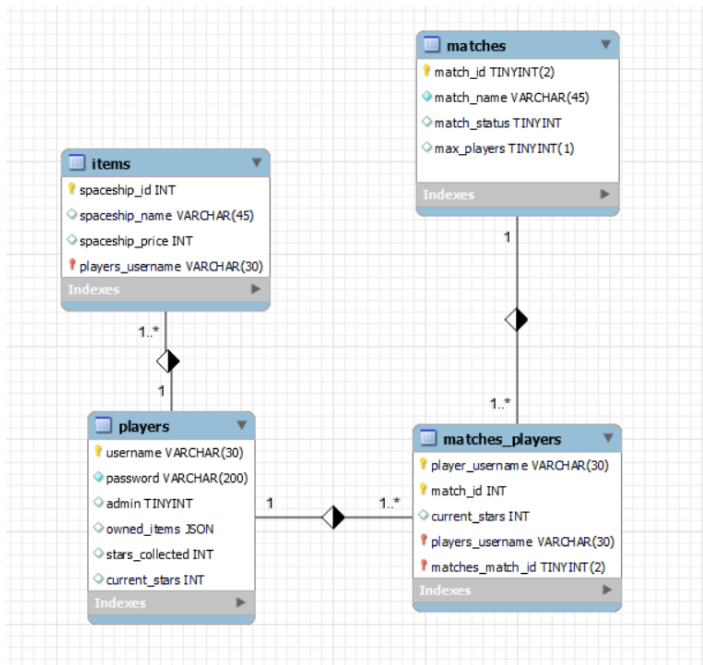 matches
match_id TINYINT(2)
match_name VARCHAR(45)
match_status TINYINT
max_players TINYINT(1)
Indexes
items
spaceship_id INT
spaceship_name VARCHAR(45)
spaceship_price INT
players_username VARCHAR(30)
Indexes
1
1..*
1
1..*
players
username VARCHAR(30)
password VARCHAR(200)
admin TINYINT
owned_items JSON
stars_collected INT
current_stars INT
Indexes
1
1..*
matches_players
player_username VARCHAR(30)
match_id INT
current_stars INT
players_username VARCHAR(30)
matches_match_id TINYINT(2)
Indexes